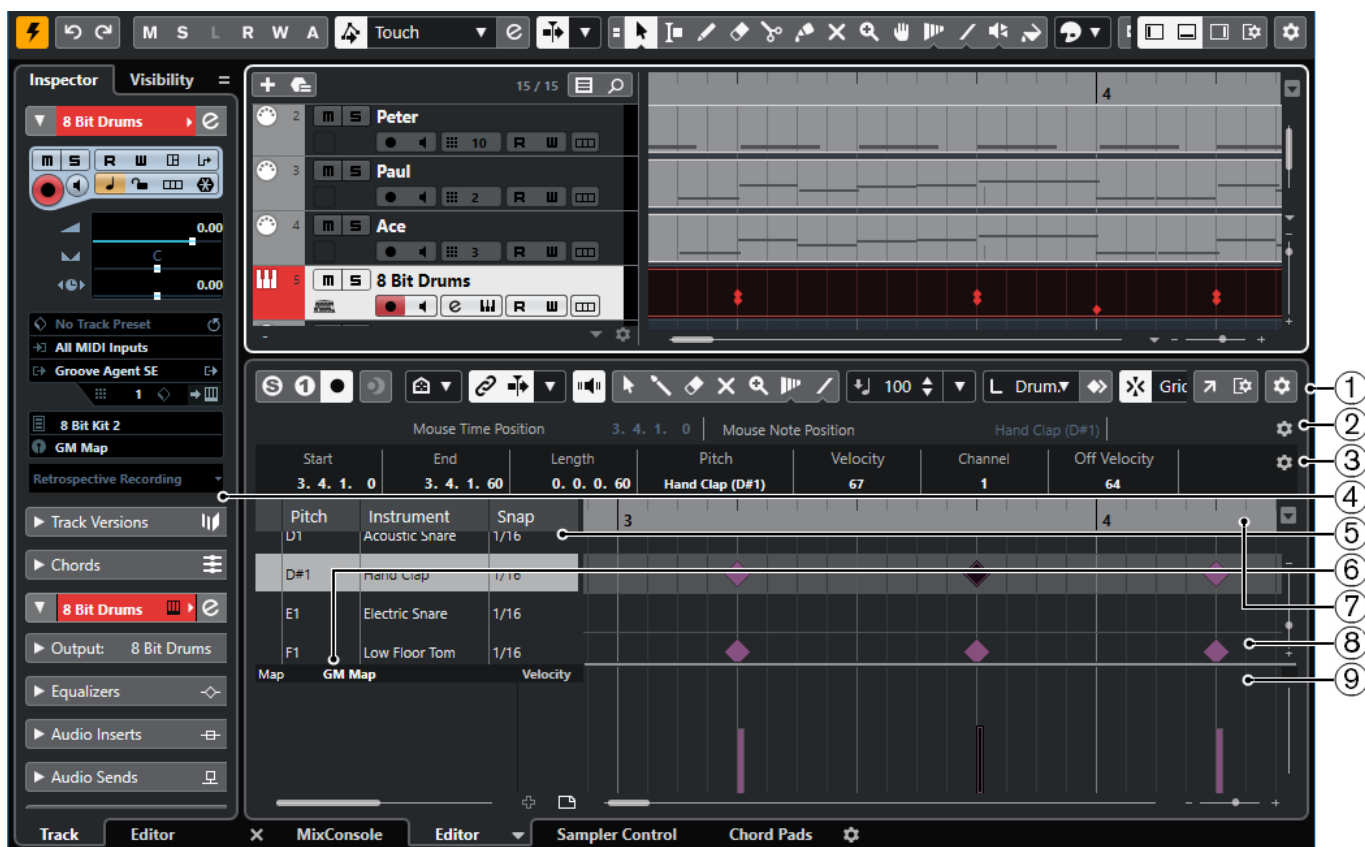 M S L R W A Touch
Inspector Visibility
15 / 15
4
8 Bit Drums
2 m S Peter
10 R W
m S R W
3 m S Paul
2 R W
0.00
4 m S Ace
C
3 R W
0.00
5 m S 8 Bit Drums
R W
No Track Preset
All MIDI Inputs
Groove Agent SE
1
8 Bit Kit 2
GM Map
Retrospective Recording
Track Versions
Chords
8 Bit Drums
Output: 8 Bit Drums
Equalizers
Audio Inserts
Audio Sends
S 1 100 L Drum. Gric 1
Mouse Time Position 3. 4. 1. 0 Mouse Note Position Hand Clap (D#1) 2
Start End Length Pitch Velocity Channel Off Velocity 3
3. 4. 1. 0 3. 4. 1. 60 0. 0. 0. 60 Hand Clap (D#1) 67 1 64
4
Pitch Instrument Snap 3 4
D1 Acoustic Snare 1/16 5
D#1 Hand Clap 1/16 6
7
E1 Electric Snare 1/16
F1 Low Floor Tom 1/16 8
Map GM Map Velocity 9
Track Editor MixConsole Editor Sampler Control Chord Pads